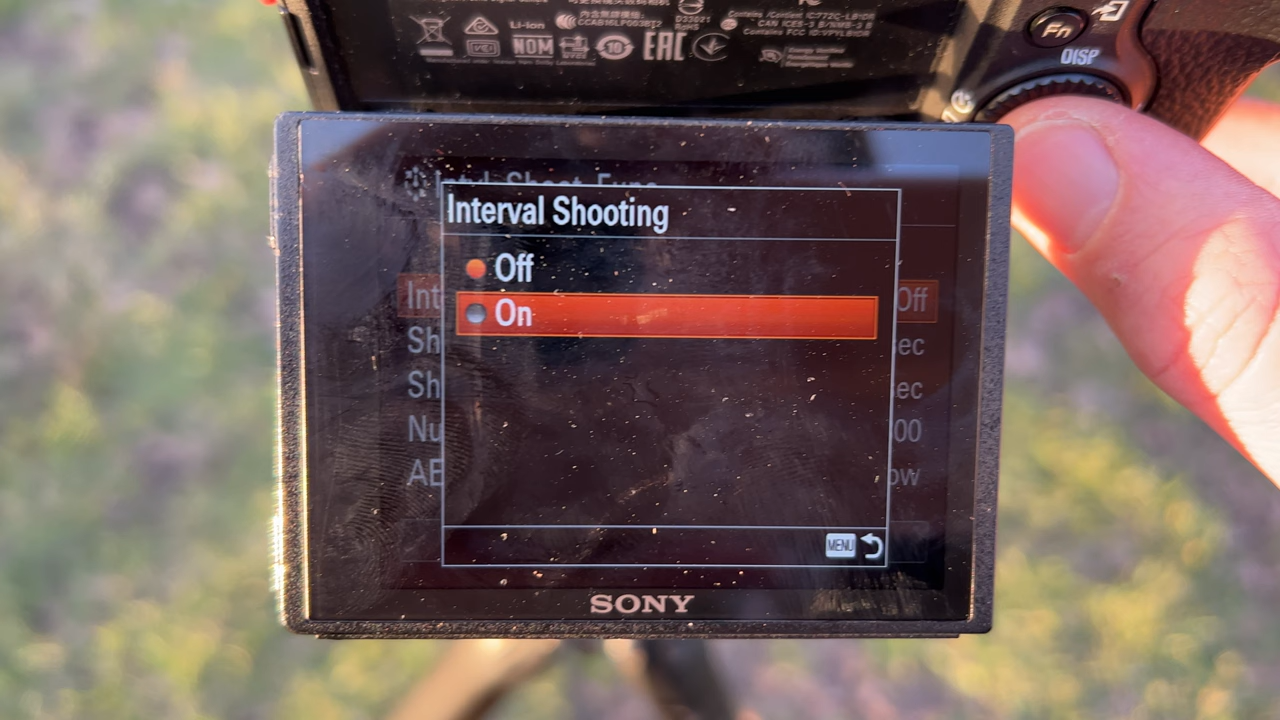 Li-ion
NOM
10
EAC
Fn
DISP
Intvl. Shoot. Func.
Interval Shooting
Off
On
Int
Off
Sh
ec
Sh
ec
Nu
00
AE
ow
MENU
SONY